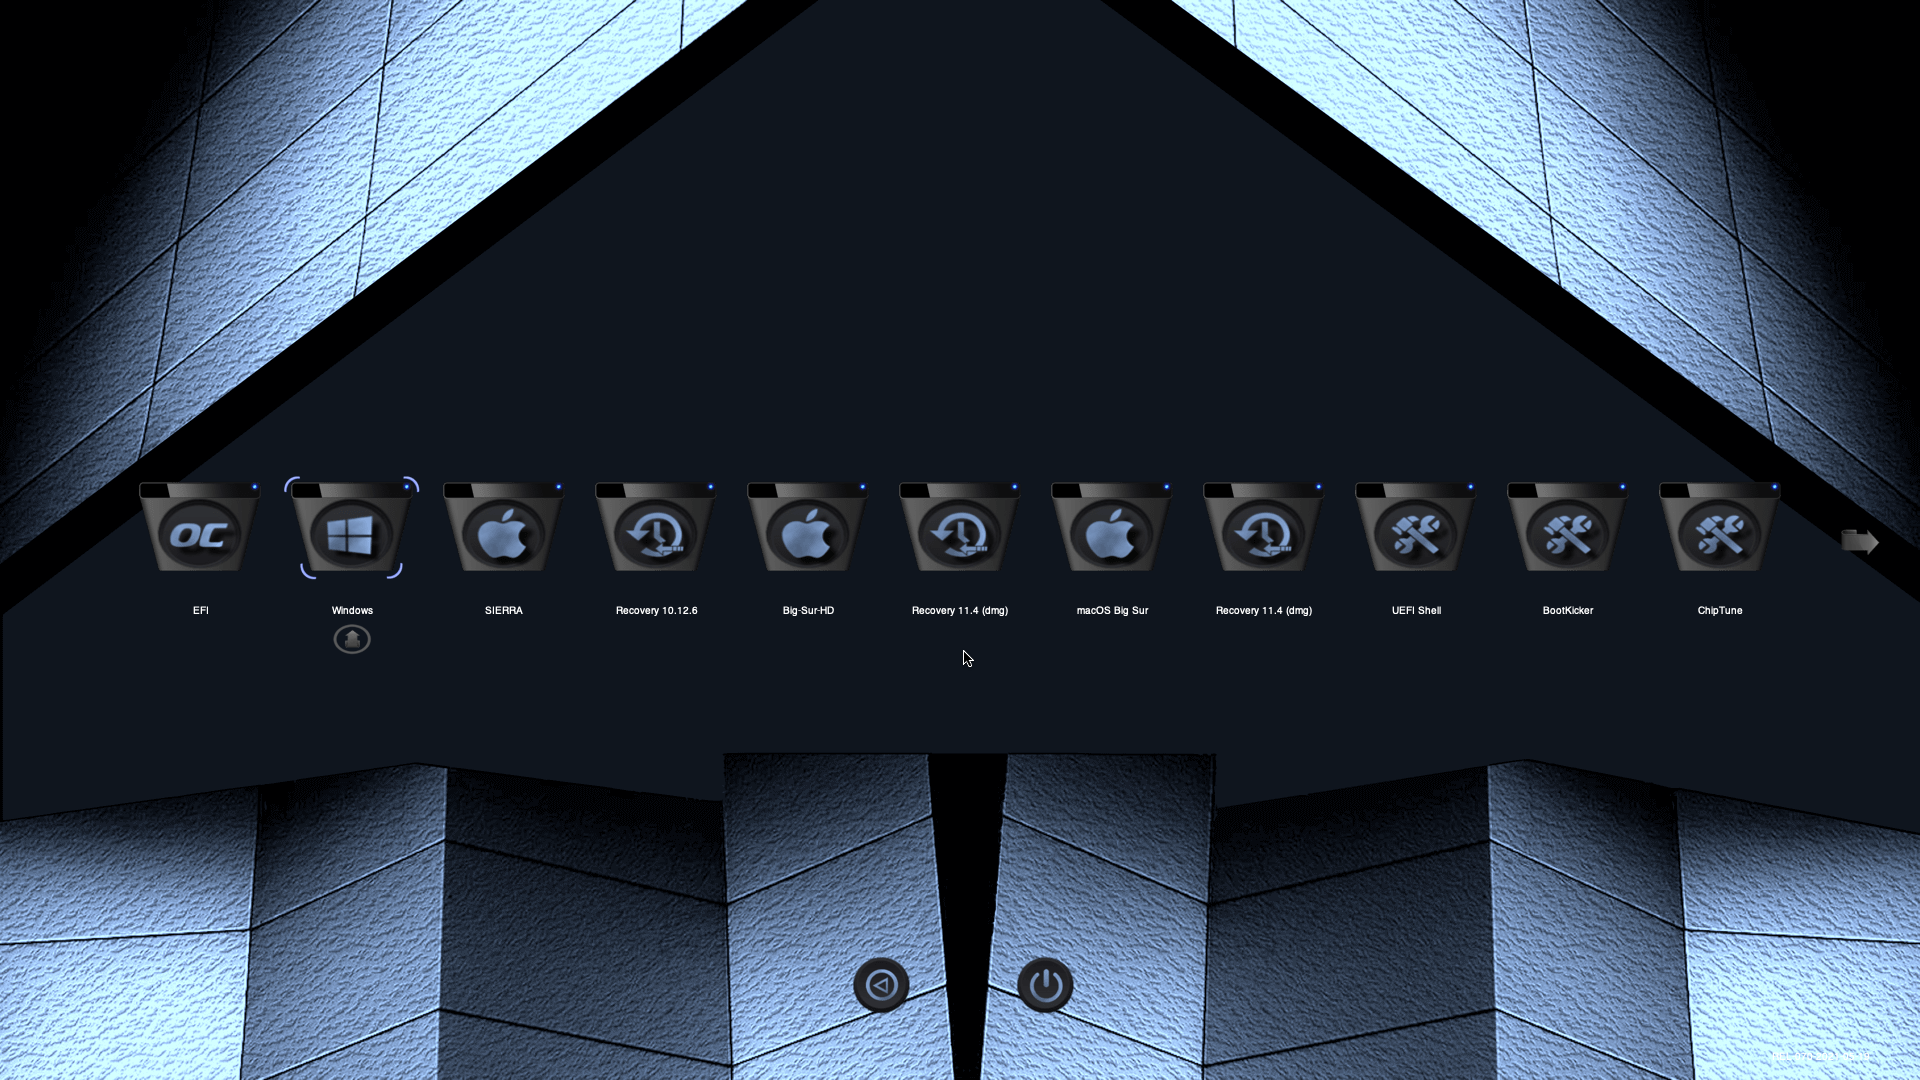 OC
EFI
Windows
SIERRA
Recovery 10.12.6
Big-Sur-HD
Recovery 11.4 (dmg)
macOS Big Sur
Recovery 11.4 (dmg)
UEFI Shell
BootKicker
ChipTune